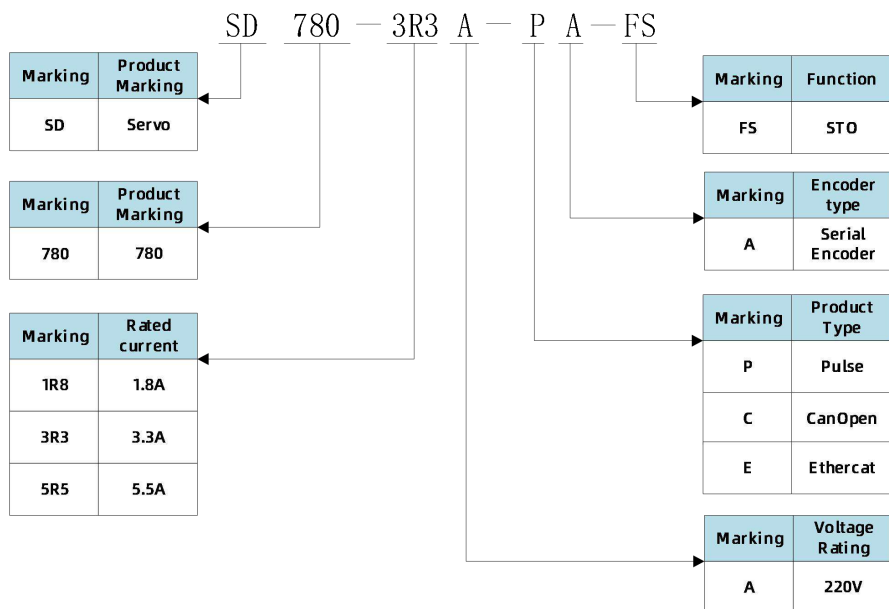 SD 780 — 3R3 A — P A — FS
Marking Product Marking
SD Servo
Marking Product Marking
780 780
Marking Rated current
1R8 1.8A
3R3 3.3A
5R5 5.5A
Marking Function
FS STO
Marking Encoder type
A Serial Encoder
Marking Product Type
P Pulse
C CanOpen
E Ethercat
Marking Voltage Rating
A 220V